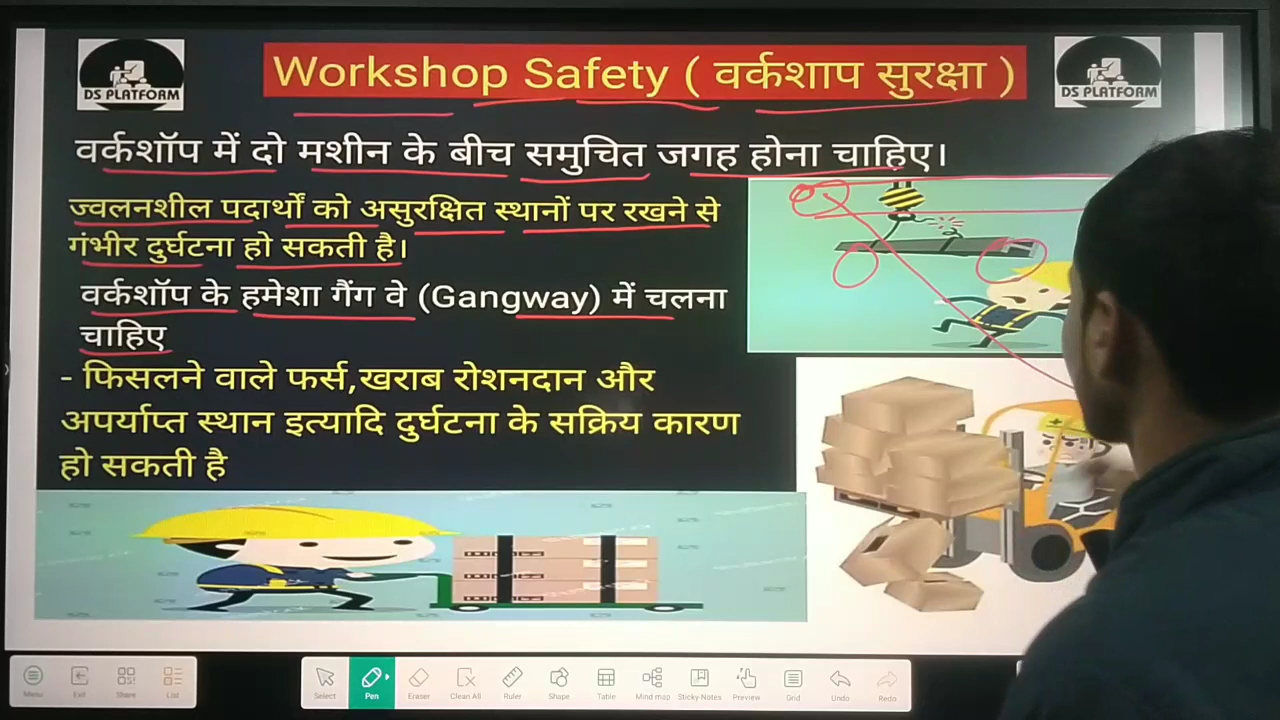 DS PLATFORM
Workshop Safety ( वर्कशाप सुरक्षा )
DS PLATFORM
वर्कशॉप में दो मशीन के बीच समुचित जगह होना चाहिए।
ज्वलनशील पदार्थों को असुरक्षित स्थानों पर रखने से
गंभीर दुर्घटना हो सकती है।
वर्कशॉप के हमेशा गैंग वे (Gangway) में चलना
चाहिए
- फिसलने वाले फर्स,खराब रोशनदान और
अपर्याप्त स्थान इत्यादि दुर्घटना के सक्रिय कारण
हो सकती है
Menu Exit Share List Select Pen Eraser Clean All Ruler Shape Table Mind map Sticky Notes Preview Grid Undo Redo